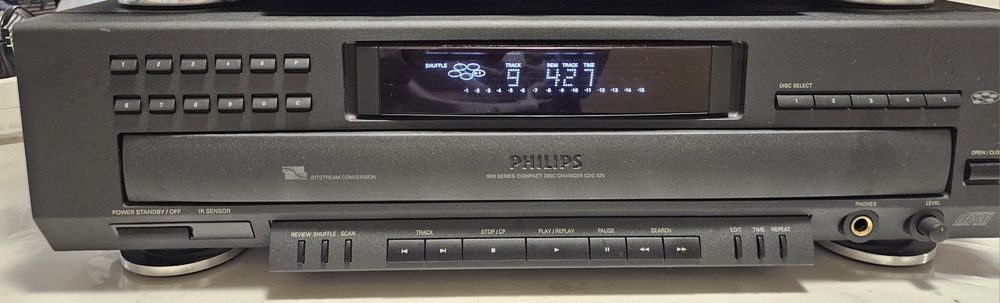 SHUFFLE TRACK REM TRACK TIME
9 4 27
-1 -2 -3 -4 -5 -6 -7 -8 -9 -10 -11 -12 -13 -14 -15
1 2 3 4 5 P
6 7 8 9 0 C
DISC SELECT
1 2 3 4 5
OPEN/CLO
PHILIPS
900 SERIES COMPACT DISC CHANGER CDC 925
BITSTREAM CONVERSION
POWER STANDBY / OFF IR SENSOR
REVIEW SHUFFLE SCAN
TRACK STOP / CP PLAY / REPLAY PAUSE SEARCH
EDIT TIME REPEAT
PHONES LEVEL
disc